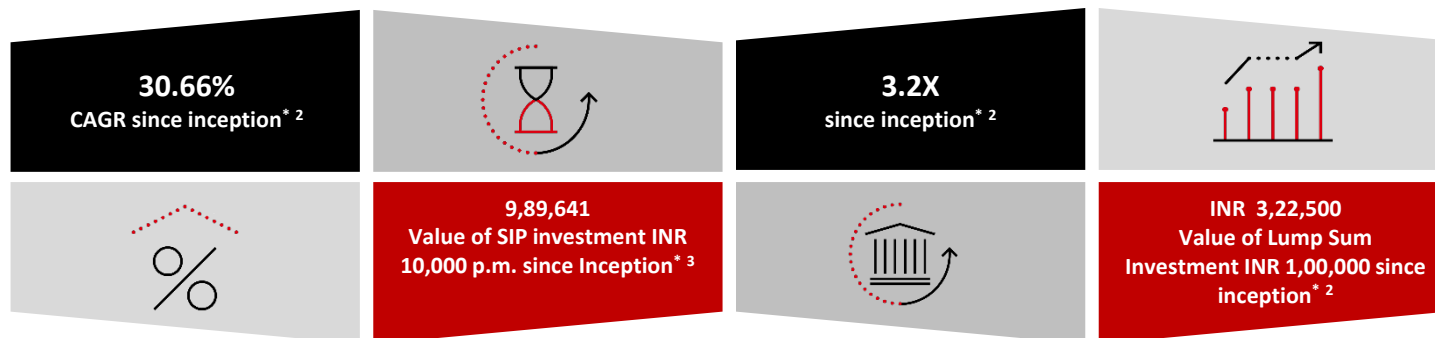 30.66%
CAGR since inception* 2
3.2X
since inception* 2
9,89,641
Value of SIP investment INR
10,000 p.m. since Inception* 3
INR 3,22,500
Value of Lump Sum
Investment INR 1,00,000 since
inception* 2